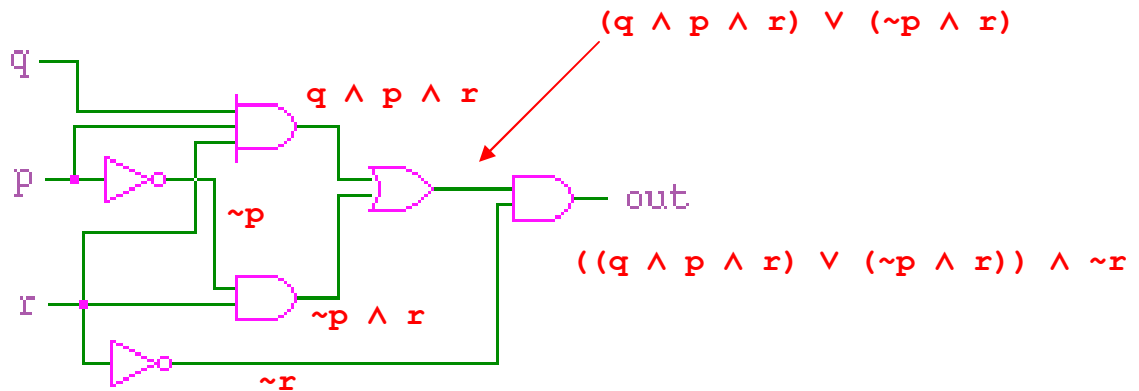 (q ∧ p ∧ r) ∨ (~p ∧ r)
q
q ∧ p ∧ r
p
~p
out
((q ∧ p ∧ r) ∨ (~p ∧ r)) ∧ ~r
r
~p ∧ r
~r